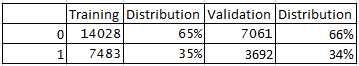 Training Distribution Validation Distribution
0 14028 65% 7061 66%
1 7483 35% 3692 34%